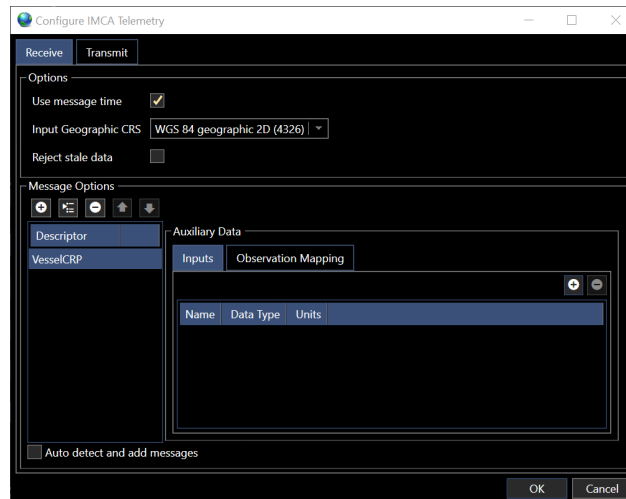 Configure IMCA Telemetry
Receive Transmit
Options
Use message time
Input Geographic CRS WGS 84 geographic 2D (4326)
Reject stale data
Message Options
Auxiliary Data
Descriptor
VesselCRP
Inputs Observation Mapping
Name Data Type Units
Auto detect and add messages
OK Cancel